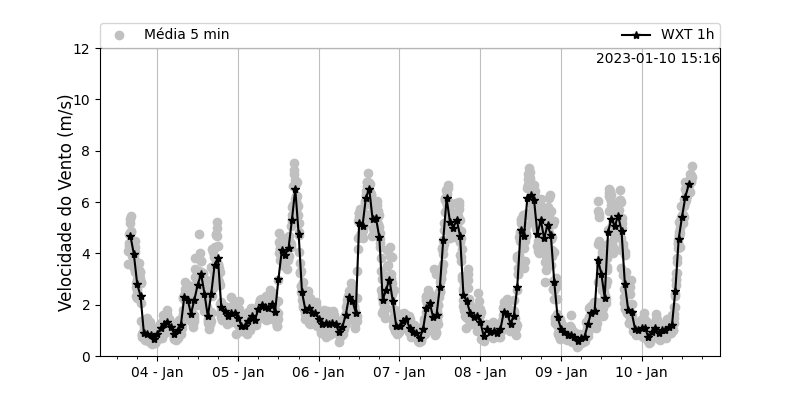 Média 5 min
WXT 1h
2023-01-10 15:16
Velocidade do Vento (m/s)
12
10
8
6
4
2
0
04 - Jan
05 - Jan
06 - Jan
07 - Jan
08 - Jan
09 - Jan
10 - Jan